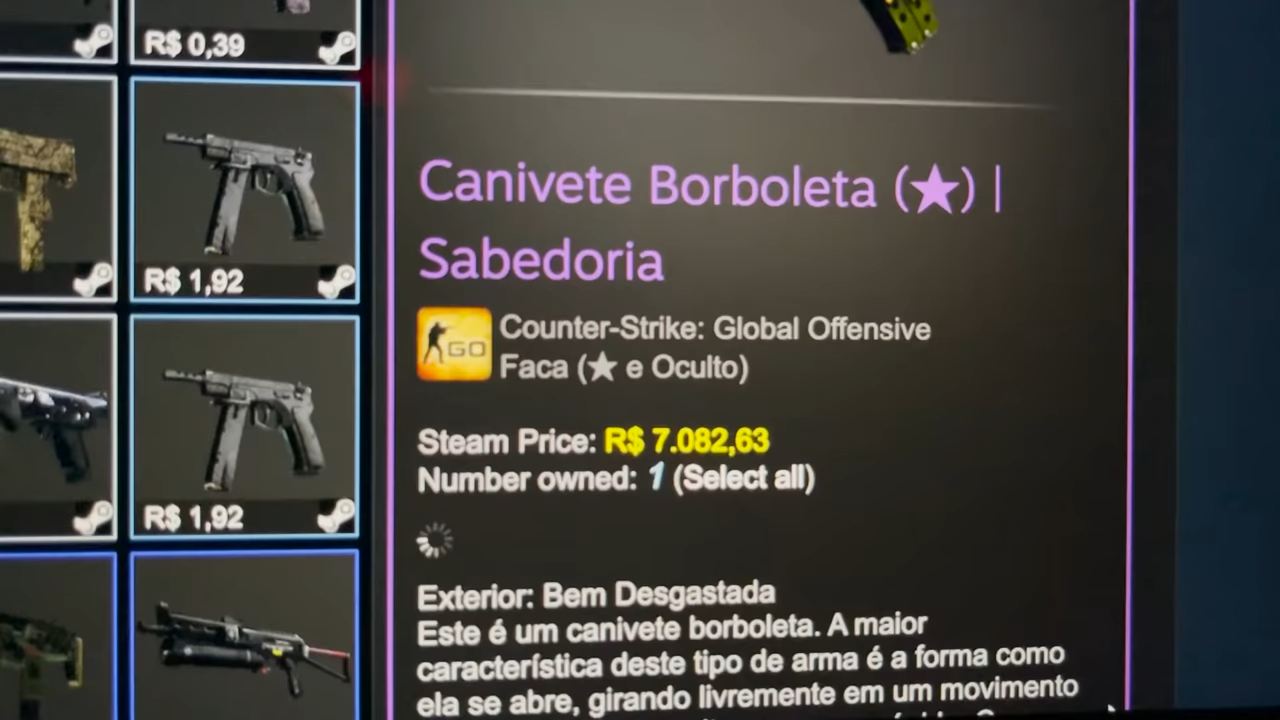 R$ 0,39
R$ 1,92
R$ 1,92
Canivete Borboleta (★) |
Sabedoria
GO
Counter-Strike: Global Offensive
Faca (★ e Oculto)
Steam Price: R$ 7.082,63
Number owned: 1 (Select all)
Exterior: Bem Desgastada
Este é um canivete borboleta. A maior
característica deste tipo de arma é a forma como
ela se abre, girando livremente em um movimento